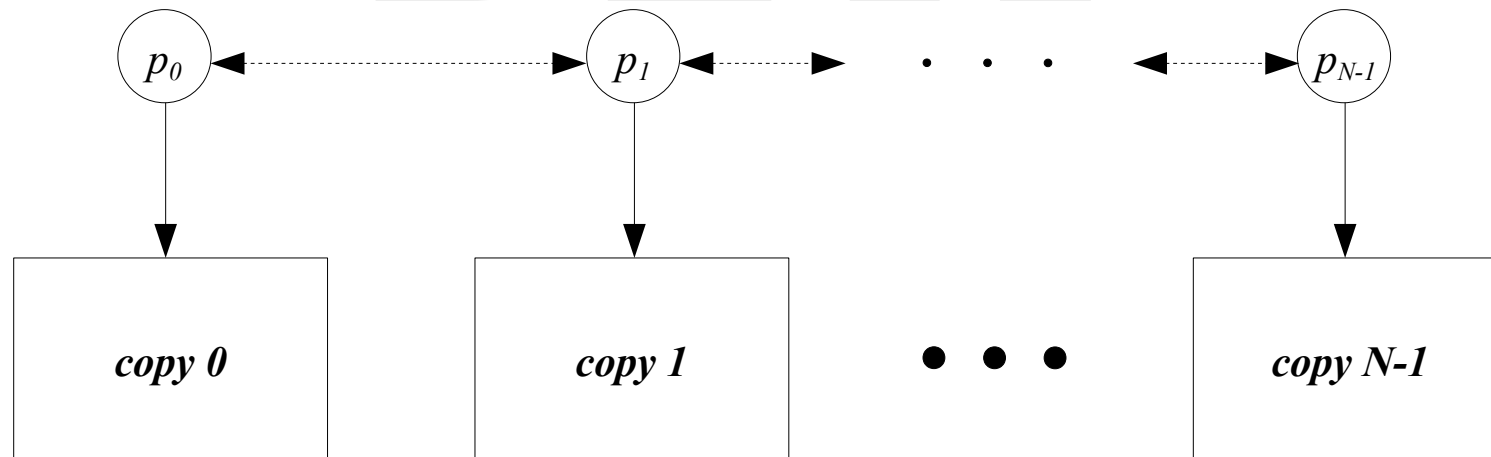 p0 p1 . . . pN-1
copy 0 copy 1 ● ● ● copy N-1